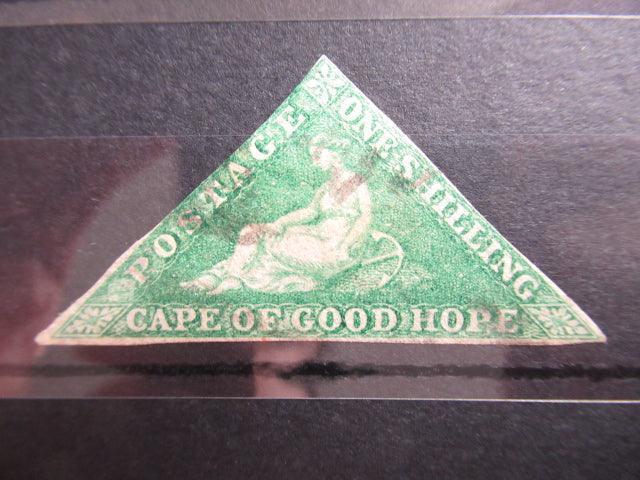 POSTAGE
ONE SHILLING
CAPE OF GOOD HOPE